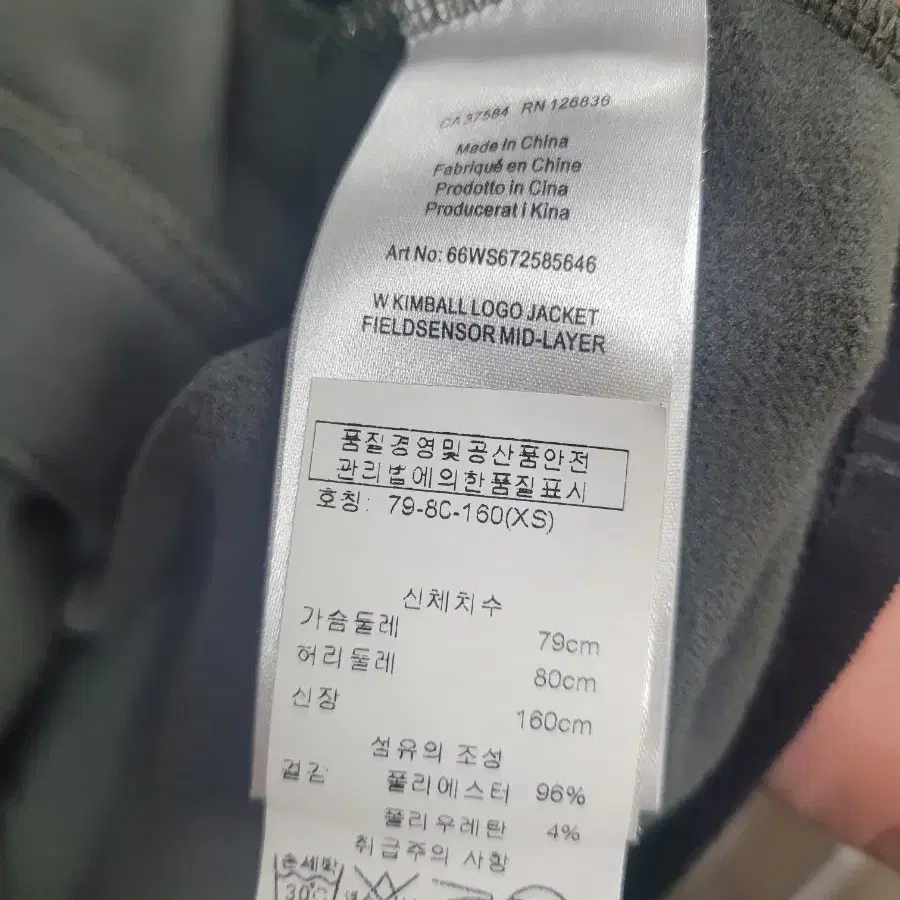 CA 37584 RN 126836
Made in China
Fabriqué en Chine
Prodotto in Cina
Producerat i Kina
Art No: 66WS672585646
W KIMBALL LOGO JACKET
FIELDSENSOR MID-LAYER
품질경영및공산품안전
관리법에의한품질표시
호칭: 79-80-160(XS)
신체치수
가슴둘레 79cm
허리둘레 80cm
신장 160cm
섬유의 조성
겉감 폴리에스터 96%
폴리우레탄 4%
취급주의 사항
손세탁
30℃